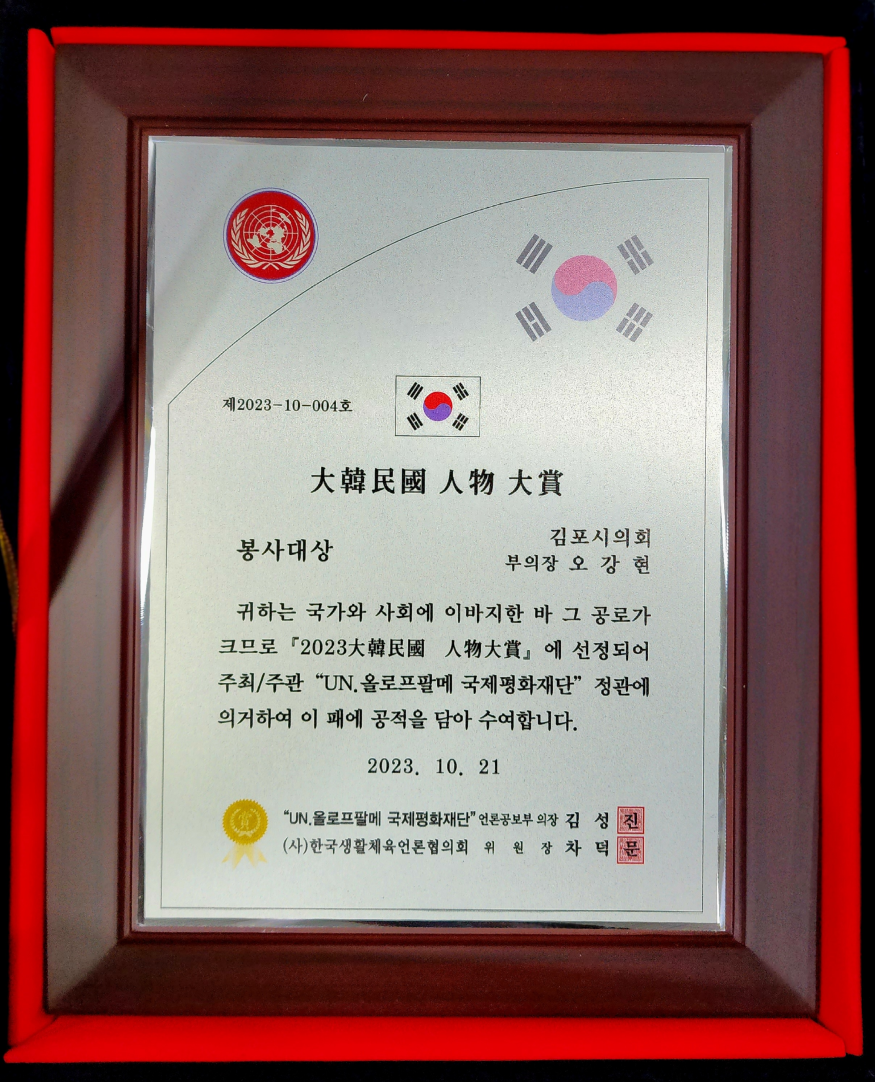 제2023-10-004호
大韓民國 人物 大賞
봉사대상
김포시의회
부의장 오 강 현
귀하는 국가와 사회에 이바지한 바 그 공로가
크므로 『2023大韓民國 人物大賞』에 선정되어
주최/주관 “UN.올로프팔메 국제평화재단” 정관에
의거하여 이 패에 공적을 담아 수여합니다.
2023. 10. 21
“UN.올로프팔메 국제평화재단” 언론공보부 의장 김 성 진
(사)한국생활체육언론협의회 위 원 장 차 덕 문